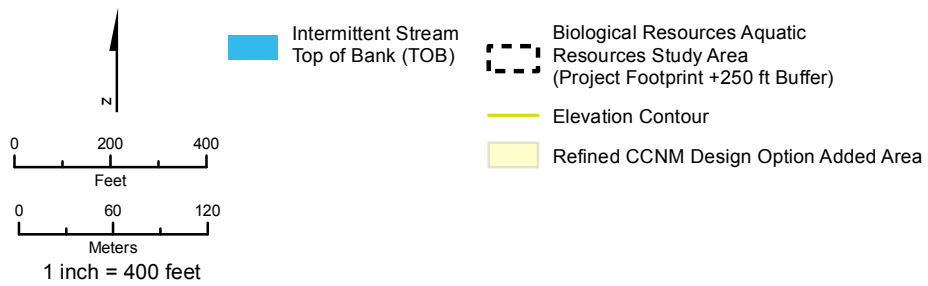 N
0 200 400
Feet
0 60 120
Meters
1 inch = 400 feet
Intermittent Stream
Top of Bank (TOB)
Biological Resources Aquatic
Resources Study Area
(Project Footprint +250 ft Buffer)
Elevation Contour
Refined CCNM Design Option Added Area